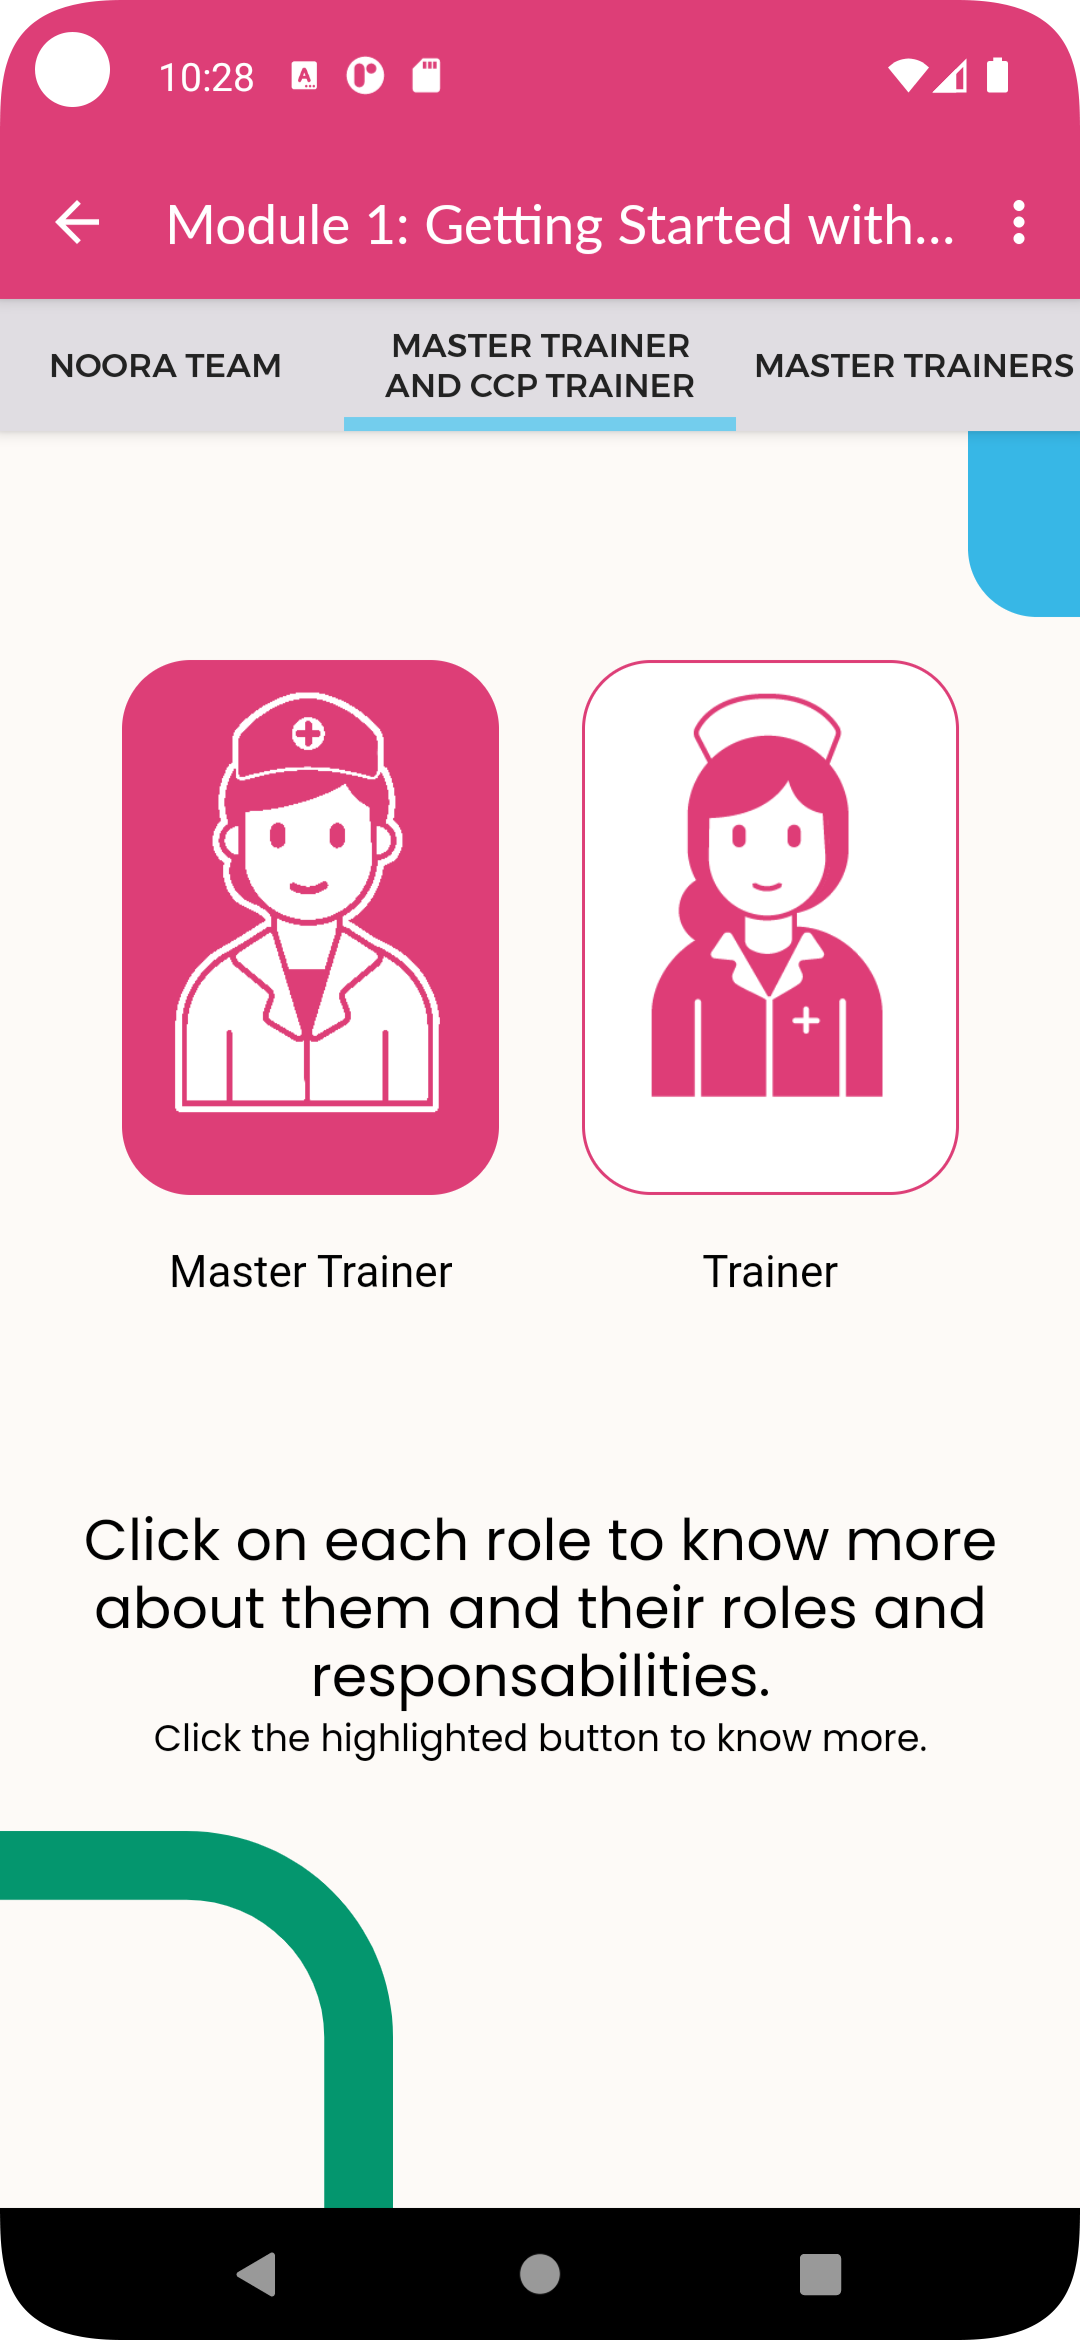 10:28
Module 1: Getting Started with...
NOORA TEAM
MASTER TRAINER
AND CCP TRAINER
MASTER TRAINERS
Master Trainer
Trainer
Click on each role to know more
about them and their roles and
responsabilities.
Click the highlighted button to know more.